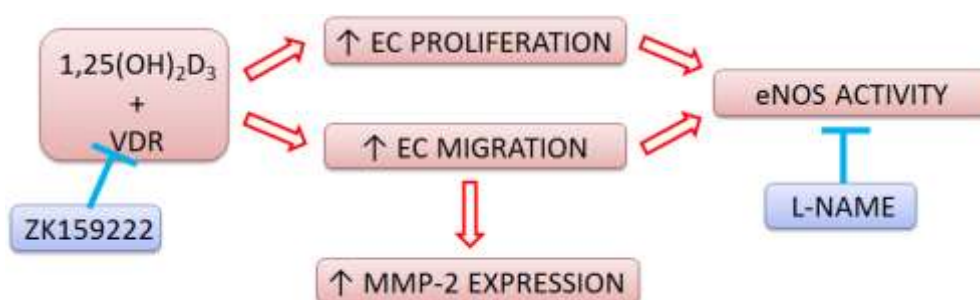 1,25(OH)₂D₃
+
VDR
↑ EC PROLIFERATION
↑ EC MIGRATION
eNOS ACTIVITY
ZK159222
L-NAME
↑ MMP-2 EXPRESSION